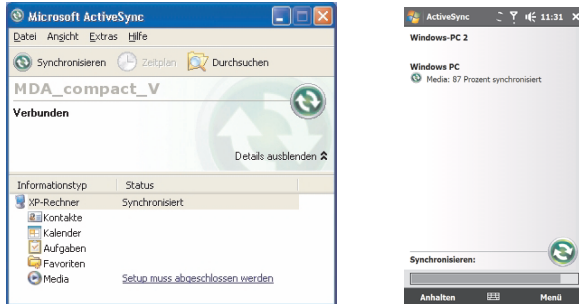 Microsoft ActiveSync
Datei Ansicht Extras Hilfe
Synchronisieren Zeitplan Durchsuchen
MDA_compact_V
Verbunden
Details ausblenden
Informationstyp Status
XP-Rechner Synchronisiert
Kontakte
Kalender
Aufgaben
Favoriten
Media Setup muss abgeschlossen werden
ActiveSync 11:31
Windows-PC 2
Windows PC
Media: 87 Prozent synchronisiert
Synchronisieren:
Anhalten Menü